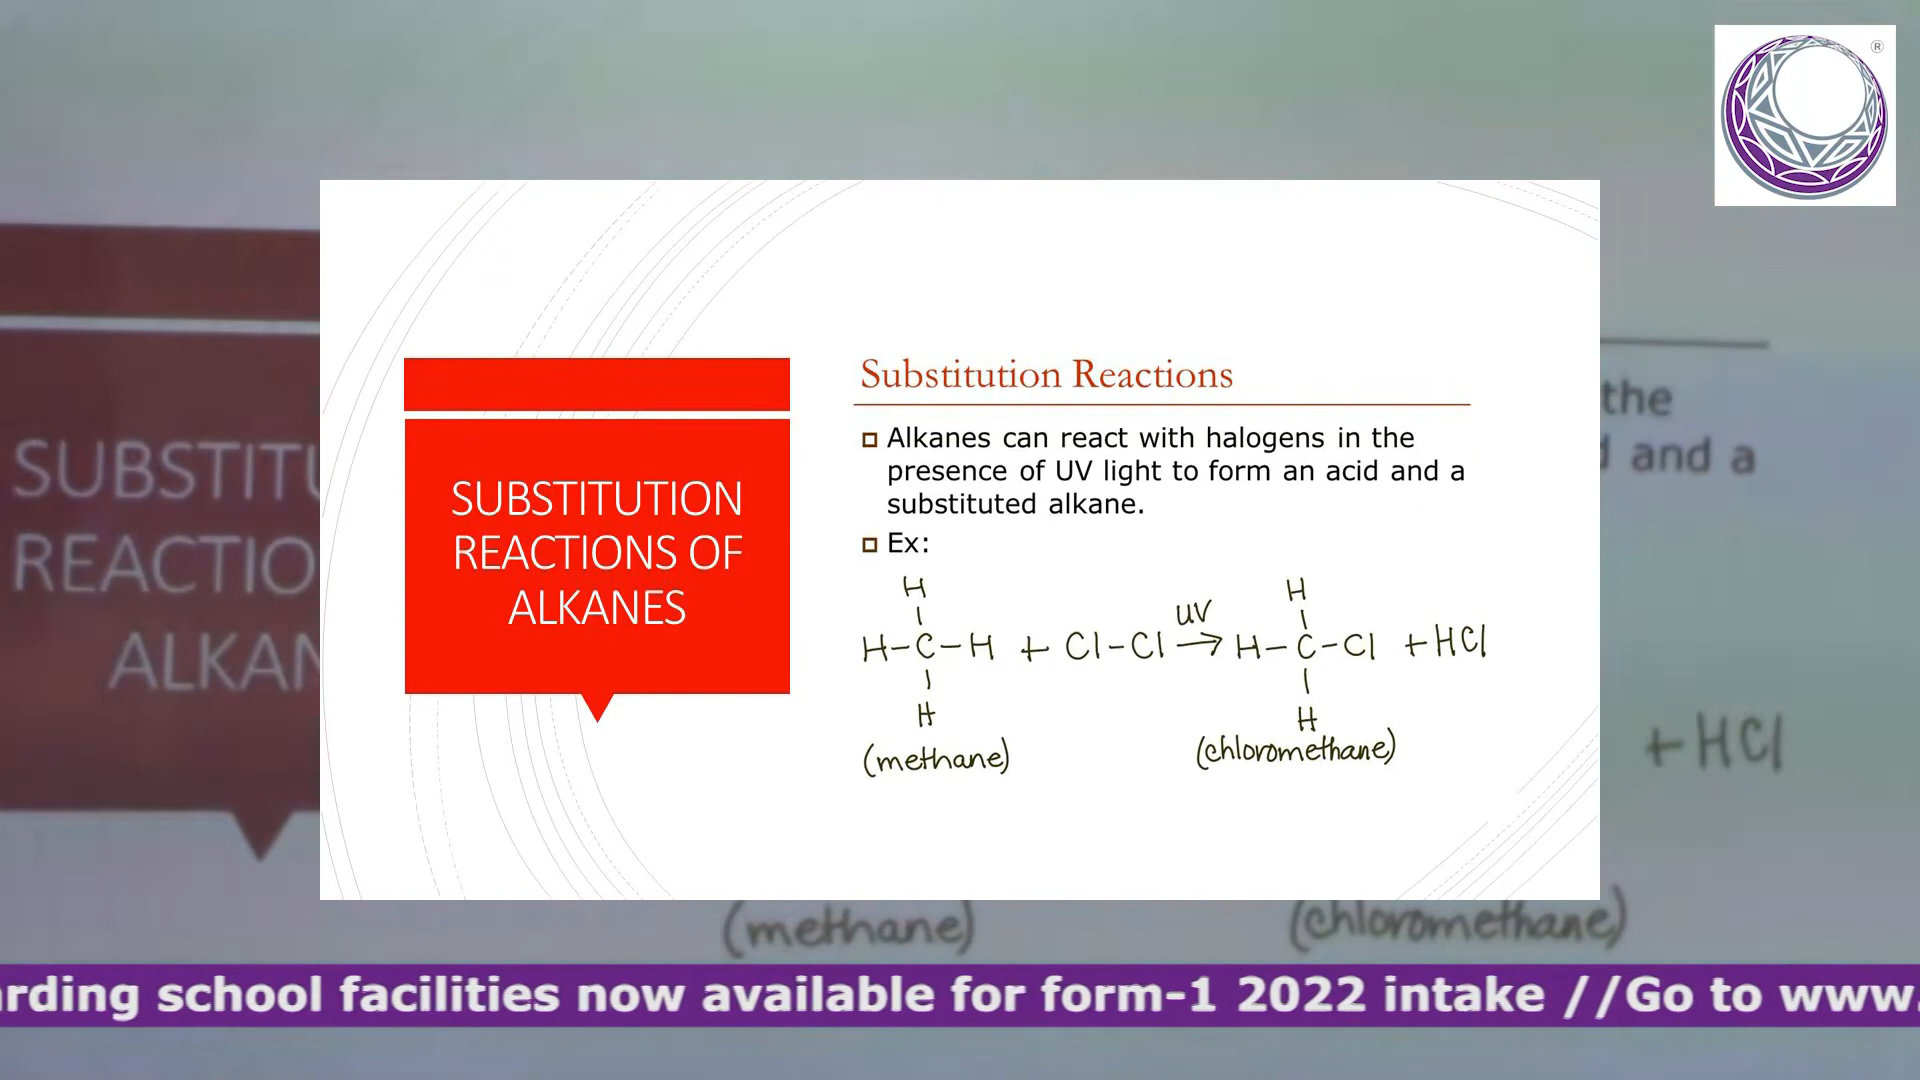 ®
SUBSTITUTION
REACTIONS OF
ALKANES
Substitution Reactions
Alkanes can react with halogens in the
presence of UV light to form an acid and a
substituted alkane.
Ex:
H
H-C-H + Cl-Cl uv → H-C-Cl + HCl
H
(methane)
H
H
(chloromethane)
the
d and a
SUBSTITU
REACTIO
ALKAN
+HCl
(methane)
(chloromethane)
rding school facilities now available for form-1 2022 intake //Go to www.